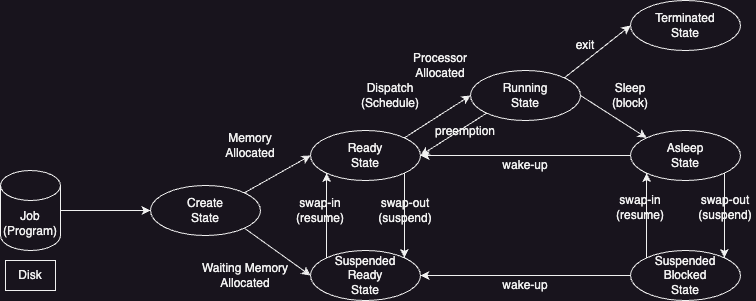 Terminated
State
exit
Processor
Allocated
Dispatch
(Schedule)
Running
State
Sleep
(block)
preemption
Memory
Allocated
Ready
State
wake-up
Asleep
State
Job
(Program)
Create
State
swap-in
(resume)
swap-out
(suspend)
swap-in
(resume)
swap-out
(suspend)
Disk
Waiting Memory
Allocated
Suspended
Ready
State
wake-up
Suspended
Blocked
State